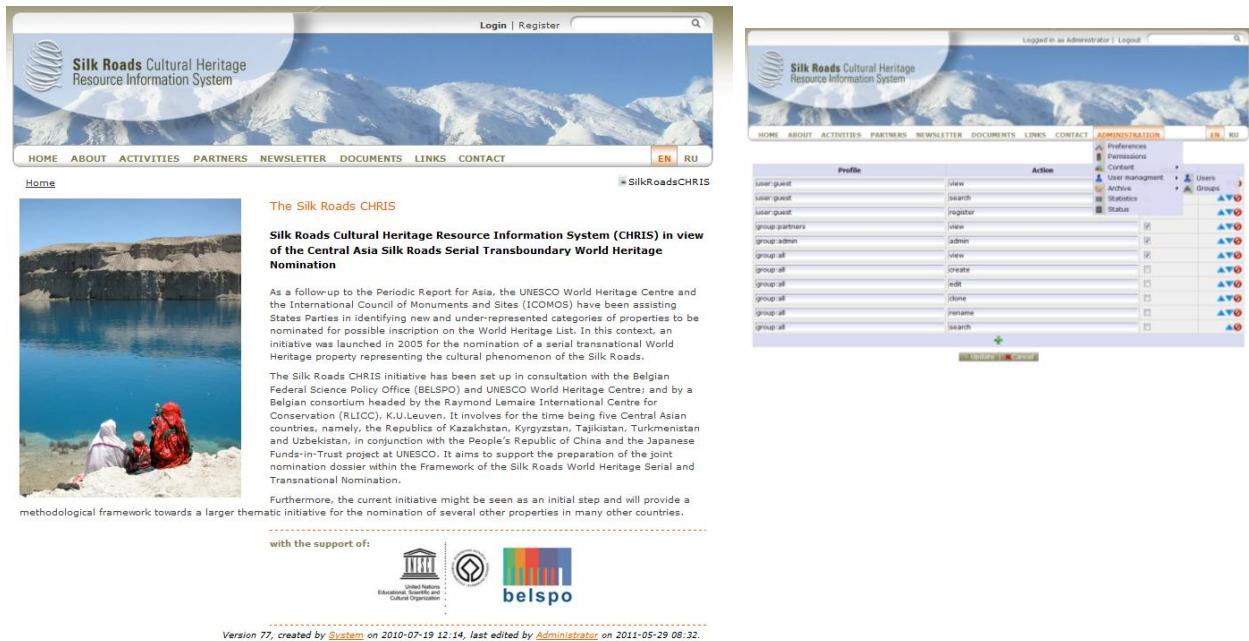 Login | Register
Silk Roads Cultural Heritage
Resource Information System
HOME ABOUT ACTIVITIES PARTNERS NEWSLETTER DOCUMENTS LINKS CONTACT EN RU
Home
SilkRoadsCHRIS
The Silk Roads CHRIS
Silk Roads Cultural Heritage Resource Information System (CHRIS) in view
of the Central Asia Silk Roads Serial Transboundary World Heritage
Nomination
As a follow-up to the Periodic Report for Asia, the UNESCO World Heritage Centre and
the International Council of Monuments and Sites (ICOMOS) have been assisting
States Parties in identifying new and under-represented categories of properties to be
nominated for possible inscription on the World Heritage List. In this context, an
initiative was launched in 2005 for the nomination of a serial transnational World
Heritage property representing the cultural phenomenon of the Silk Roads.
The Silk Roads CHRIS initiative has been set up in consultation with the Belgian
Federal Science Policy Office (BELSPO) and UNESCO World Heritage Centre; and by a
Belgian consortium headed by the Raymond Lemaire International Centre for
Conservation (RLICC), K.U.Leuven. It involves for the time being five Central Asian
countries, namely, the Republics of Kazakhstan, Kyrgyzstan, Tajikistan, Turkmenistan
and Uzbekistan, in conjunction with the People's Republic of China and the Japanese
Funds-in-Trust project at UNESCO. It aims to support the preparation of the joint
nomination dossier within the Framework of the Silk Roads World Heritage Serial and
Transnational Nomination.
Furthermore, the current initiative might be seen as an initial step and will provide a
methodological framework towards a larger thematic initiative for the nomination of several other properties in many other countries.
with the support of:
UNESCO
United Nations
Educational, Scientific and
Cultural Organization
belspo
Version 77, created by System on 2010-07-19 12:14, last edited by Administrator on 2011-05-29 08:32.
Logged in as Administrator | Logout
Silk Roads Cultural Heritage
Resource Information System
HOME ABOUT ACTIVITIES PARTNERS NEWSLETTER DOCUMENTS LINKS CONTACT ADMINISTRATION EN RU
Preferences
Permissions
Content
User managment
Users
Archive
Groups
Statistics
Status
Profile Action
user:guest view
user:guest search
user:guest register
group:partners view
group:admin admin
group:all view
group:all create
group:all edit
group:all clone
group:all rename
group:all search
Update Cancel